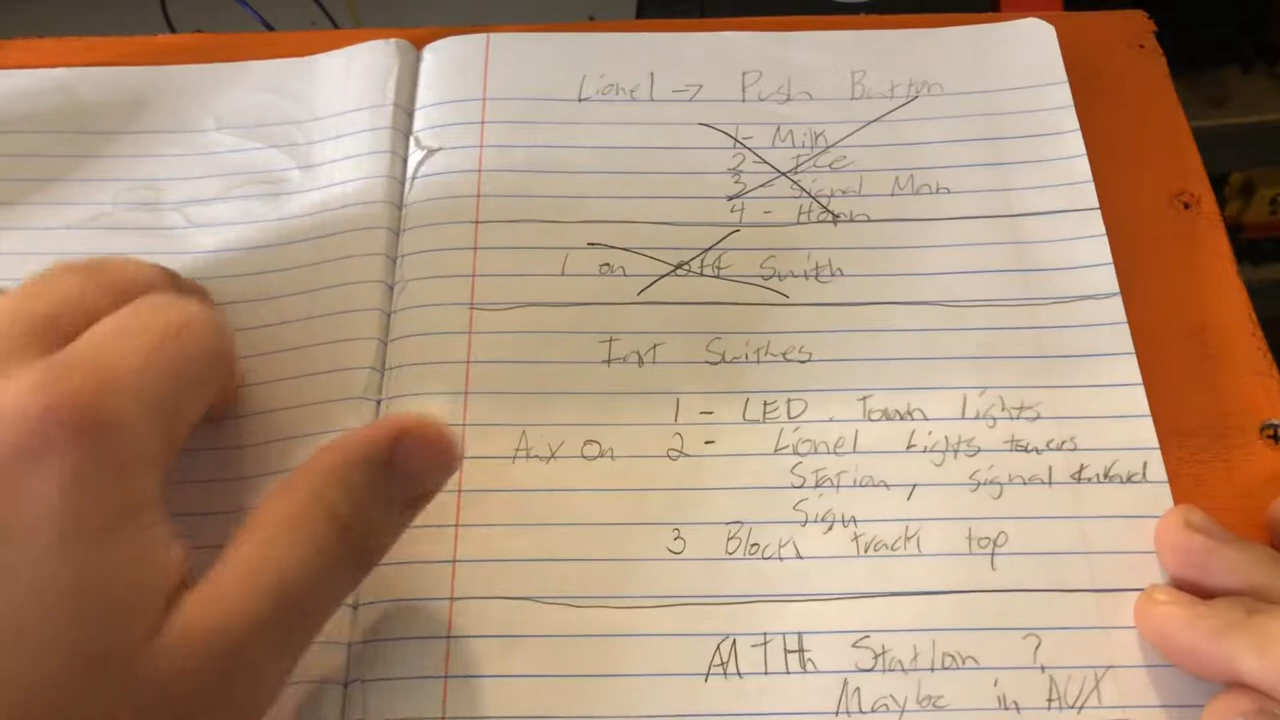 Lionel → Push Button
1- Milk
2- Ice
3- Signal Man
4 - Horn
1 on off Swith
Swithes
1 - LED Town Lights
Aux On 2 - Lionel Lights towers
Station, Signal
Sign
3 Block track top
MTH Station ?
Maybe in AUX